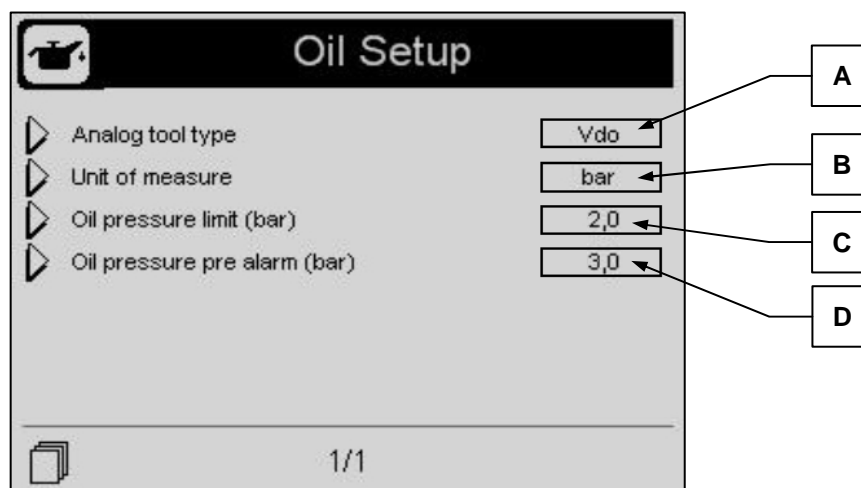 Oil Setup
A
Analog tool type Vdo
Unit of measure bar
B
Oil pressure limit (bar) 2,0
C
Oil pressure pre alarm (bar) 3,0
D
1/1